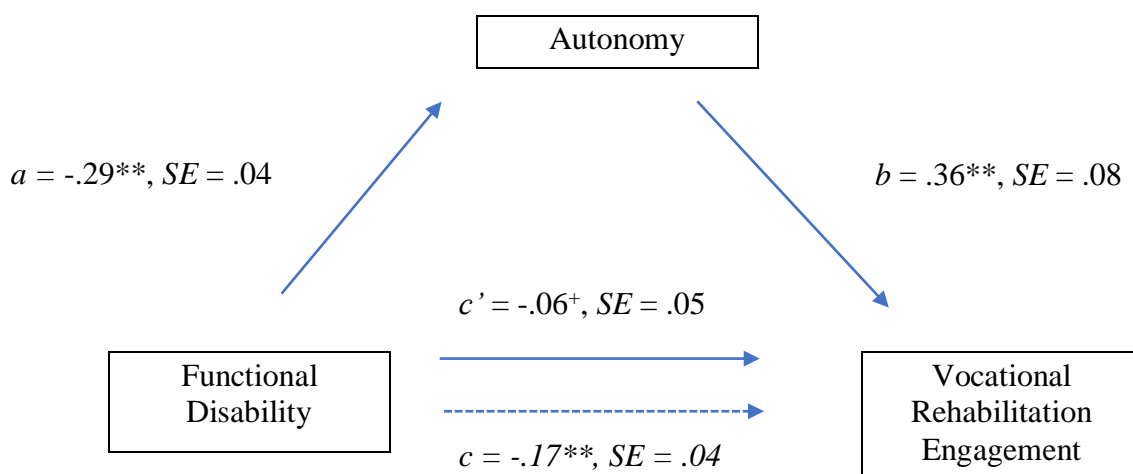 Autonomy
a = -.29**, SE = .04
b = .36**, SE = .08
c’ = -.06⁺, SE = .05
Functional
Disability
Vocational
Rehabilitation
Engagement
c = -.17**, SE = .04